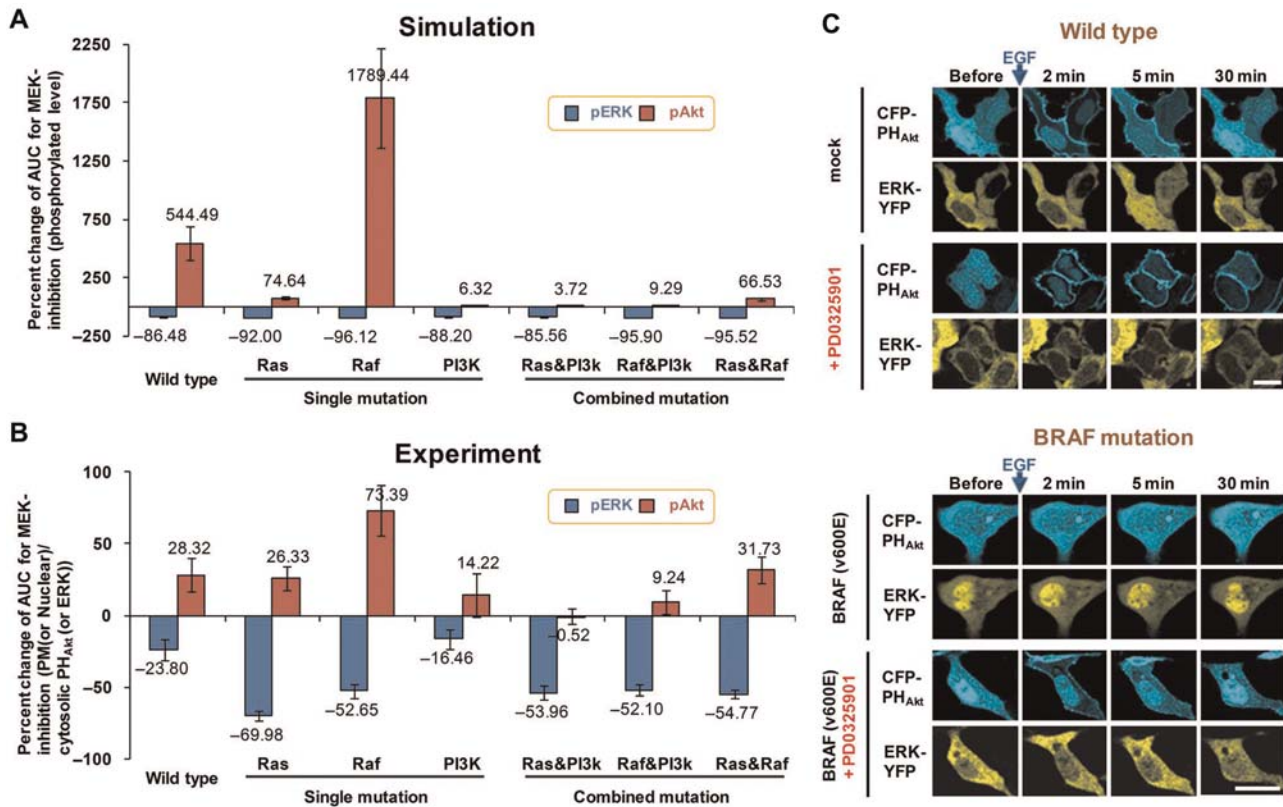 A
Simulation
Percent change of AUC for MEK-
inhibition (phosphorylated level)
2250
1750
1250
750
250
−250
pERK
pAkt
544.49
74.64
1789.44
6.32
3.72
9.29
66.53
−86.48
−92.00
−96.12
−88.20
−85.56
−95.90
−95.52
Wild type
Ras
Raf
PI3K
Ras&PI3k
Raf&PI3k
Ras&Raf
Single mutation
Combined mutation
B
Experiment
Percent change of AUC for MEK-
inhibition (PM(or Nuclear)/
cytosolic PHAkt (or ERK))
100
50
0
−50
−100
pERK
pAkt
28.32
26.33
73.39
14.22
−0.52
9.24
31.73
−23.80
−69.98
−52.65
−16.46
−53.96
−52.10
−54.77
Wild type
Ras
Raf
PI3K
Ras&PI3k
Raf&PI3k
Ras&Raf
Single mutation
Combined mutation
C
Wild type
EGF
Before
2 min
5 min
30 min
mock
CFP-
PHAkt
ERK-
YFP
+ PD0325901
CFP-
PHAkt
ERK-
YFP
BRAF mutation
EGF
Before
2 min
5 min
30 min
BRAF (v600E)
CFP-
PHAkt
ERK-
YFP
BRAF (v600E)
+ PD0325901
CFP-
PHAkt
ERK-
YFP